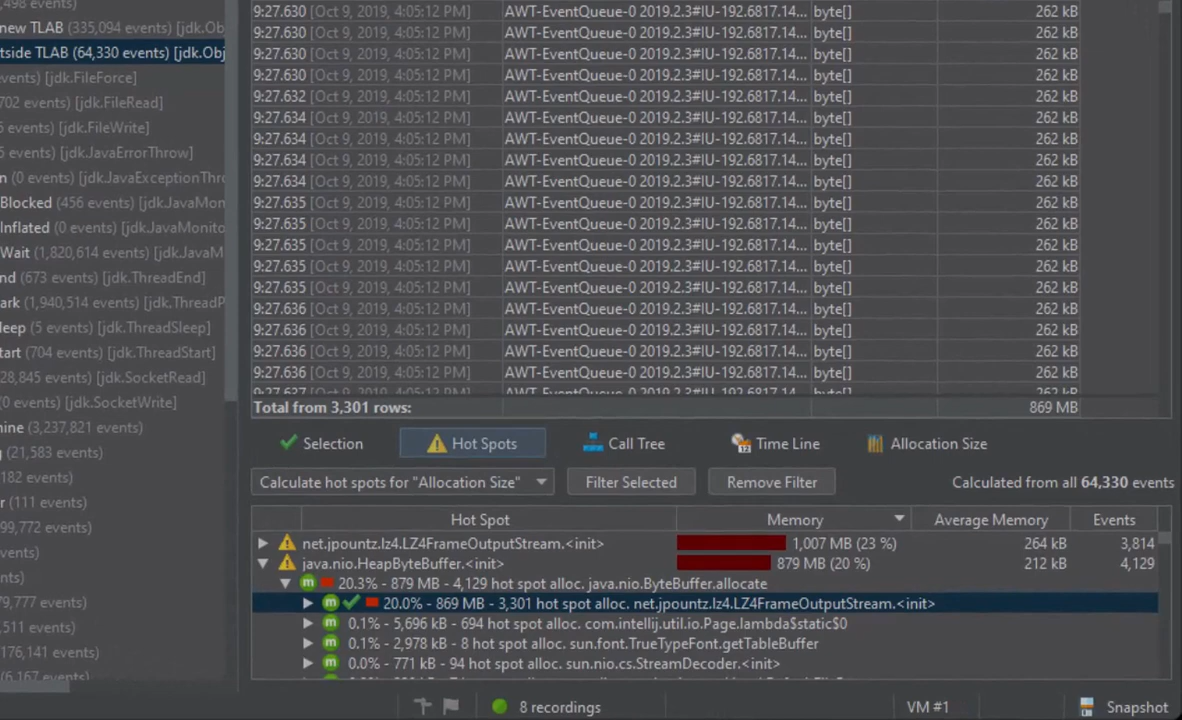 ,498 events)
new TLAB (335,094 events) [jdk.Obj
tside TLAB (64,330 events) [jdk.Obj
events) [jdk.FileForce]
702 events) [jdk.FileRead]
events) [jdk.FileWrite]
events) [jdk.JavaErrorThrow]
n (0 events) [jdk.JavaExceptionThro
Blocked (456 events) [jdk.JavaMon
Inflated (0 events) [jdk.JavaMonito
Wait (1,820,614 events) [jdk.JavaM
nd (673 events) [jdk.ThreadEnd]
ark (1,940,514 events) [jdk.ThreadP
leep (5 events) [jdk.ThreadSleep]
tart (704 events) [jdk.ThreadStart]
28,845 events) [jdk.SocketRead]
(0 events) [jdk.SocketWrite]
nine (3,237,821 events)
(21,583 events)
182 events)
r (111 events)
99,772 events)
vents)
nts)
79,777 events)
,511 events)
176,141 events)
(6,167 events)
9:27.630 [Oct 9, 2019, 4:05:12 PM] AWT-EventQueue-0 2019.2.3#IU-192.6817.14... byte[] 262 kB
9:27.630 [Oct 9, 2019, 4:05:12 PM] AWT-EventQueue-0 2019.2.3#IU-192.6817.14... byte[] 262 kB
9:27.630 [Oct 9, 2019, 4:05:12 PM] AWT-EventQueue-0 2019.2.3#IU-192.6817.14... byte[] 262 kB
9:27.630 [Oct 9, 2019, 4:05:12 PM] AWT-EventQueue-0 2019.2.3#IU-192.6817.14... byte[] 262 kB
9:27.632 [Oct 9, 2019, 4:05:12 PM] AWT-EventQueue-0 2019.2.3#IU-192.6817.14... byte[] 262 kB
9:27.634 [Oct 9, 2019, 4:05:12 PM] AWT-EventQueue-0 2019.2.3#IU-192.6817.14... byte[] 262 kB
9:27.634 [Oct 9, 2019, 4:05:12 PM] AWT-EventQueue-0 2019.2.3#IU-192.6817.14... byte[] 262 kB
9:27.634 [Oct 9, 2019, 4:05:12 PM] AWT-EventQueue-0 2019.2.3#IU-192.6817.14... byte[] 262 kB
9:27.634 [Oct 9, 2019, 4:05:12 PM] AWT-EventQueue-0 2019.2.3#IU-192.6817.14... byte[] 262 kB
9:27.635 [Oct 9, 2019, 4:05:12 PM] AWT-EventQueue-0 2019.2.3#IU-192.6817.14... byte[] 262 kB
9:27.635 [Oct 9, 2019, 4:05:12 PM] AWT-EventQueue-0 2019.2.3#IU-192.6817.14... byte[] 262 kB
9:27.635 [Oct 9, 2019, 4:05:12 PM] AWT-EventQueue-0 2019.2.3#IU-192.6817.14... byte[] 262 kB
9:27.635 [Oct 9, 2019, 4:05:12 PM] AWT-EventQueue-0 2019.2.3#IU-192.6817.14... byte[] 262 kB
9:27.635 [Oct 9, 2019, 4:05:12 PM] AWT-EventQueue-0 2019.2.3#IU-192.6817.14... byte[] 262 kB
9:27.636 [Oct 9, 2019, 4:05:12 PM] AWT-EventQueue-0 2019.2.3#IU-192.6817.14... byte[] 262 kB
9:27.636 [Oct 9, 2019, 4:05:12 PM] AWT-EventQueue-0 2019.2.3#IU-192.6817.14... byte[] 262 kB
9:27.636 [Oct 9, 2019, 4:05:12 PM] AWT-EventQueue-0 2019.2.3#IU-192.6817.14... byte[] 262 kB
9:27.636 [Oct 9, 2019, 4:05:12 PM] AWT-EventQueue-0 2019.2.3#IU-192.6817.14... byte[] 262 kB
9:27.637 [Oct 9, 2019, 4:05:12 PM] AWT-EventQueue-0 2019.2.3#IU-192.6817.14... byte[] 262 kB
Total from 3,301 rows: 869 MB
Selection Hot Spots Call Tree Time Line Allocation Size
Calculate hot spots for "Allocation Size" Filter Selected Remove Filter Calculated from all 64,330 events
Hot Spot Memory Average Memory Events
net.jpountz.lz4.LZ4FrameOutputStream.<init> 1,007 MB (23 %) 264 kB 3,814
java.nio.HeapByteBuffer.<init> 879 MB (20 %) 212 kB 4,129
m 20.3% - 879 MB - 4,129 hot spot alloc. java.nio.ByteBuffer.allocate
m 20.0% - 869 MB - 3,301 hot spot alloc. net.jpountz.lz4.LZ4FrameOutputStream.<init>
m 0.1% - 5,696 kB - 694 hot spot alloc. com.intellij.util.io.Page.lambda$static$0
m 0.1% - 2,978 kB - 8 hot spot alloc. sun.font.TrueTypeFont.getTableBuffer
m 0.0% - 771 kB - 94 hot spot alloc. sun.nio.cs.StreamDecoder.<init>
8 recordings VM #1 Snapshot